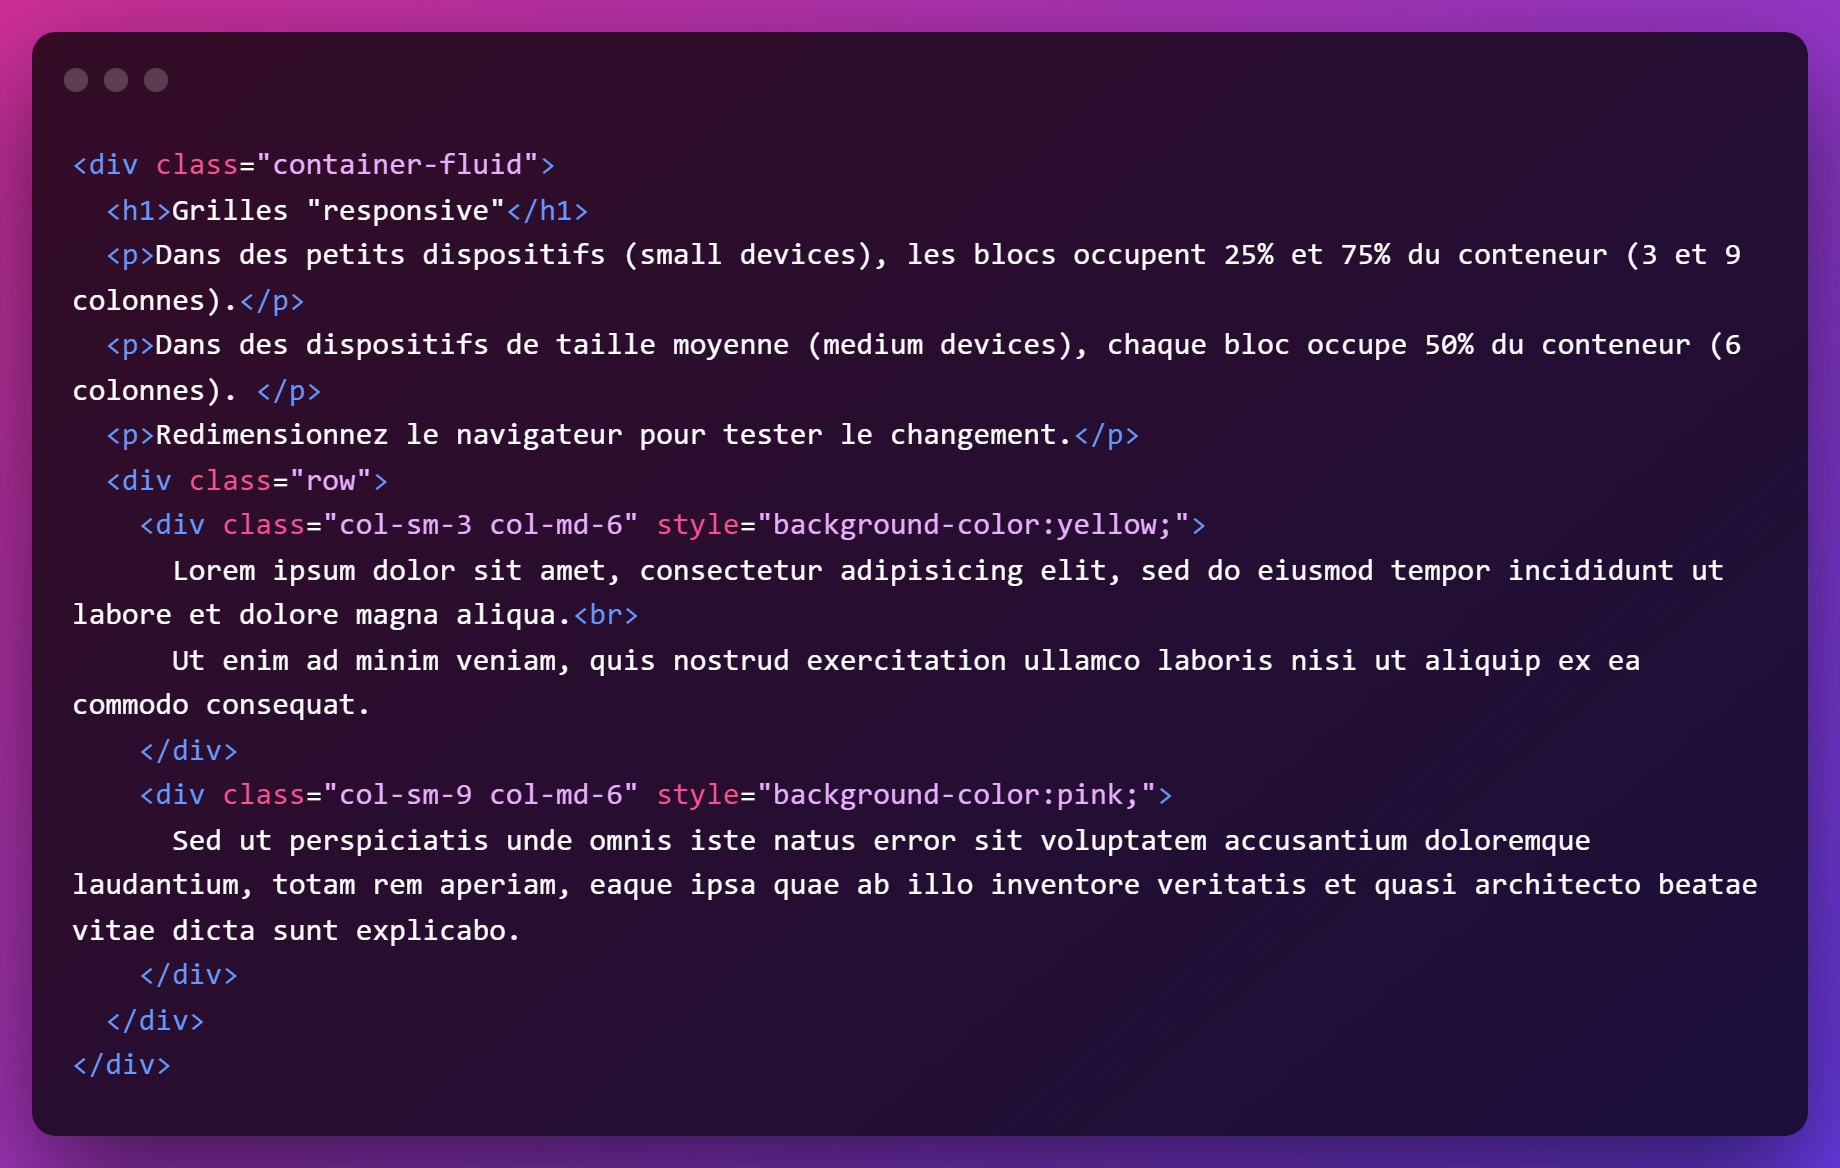 <div class="container-fluid">
  <h1>Grilles "responsive"</h1>
  <p>Dans des petits dispositifs (small devices), les blocs occupent 25% et 75% du conteneur (3 et 9
colonnes).</p>
  <p>Dans des dispositifs de taille moyenne (medium devices), chaque bloc occupe 50% du conteneur (6
colonnes). </p>
  <p>Redimensionnez le navigateur pour tester le changement.</p>
  <div class="row">
    <div class="col-sm-3 col-md-6" style="background-color:yellow;">
      Lorem ipsum dolor sit amet, consectetur adipisicing elit, sed do eiusmod tempor incididunt ut
labore et dolore magna aliqua.<br>
      Ut enim ad minim veniam, quis nostrud exercitation ullamco laboris nisi ut aliquip ex ea
commodo consequat.
    </div>
    <div class="col-sm-9 col-md-6" style="background-color:pink;">
      Sed ut perspiciatis unde omnis iste natus error sit voluptatem accusantium doloremque
laudantium, totam rem aperiam, eaque ipsa quae ab illo inventore veritatis et quasi architecto beatae
vitae dicta sunt explicabo.
    </div>
  </div>
</div>